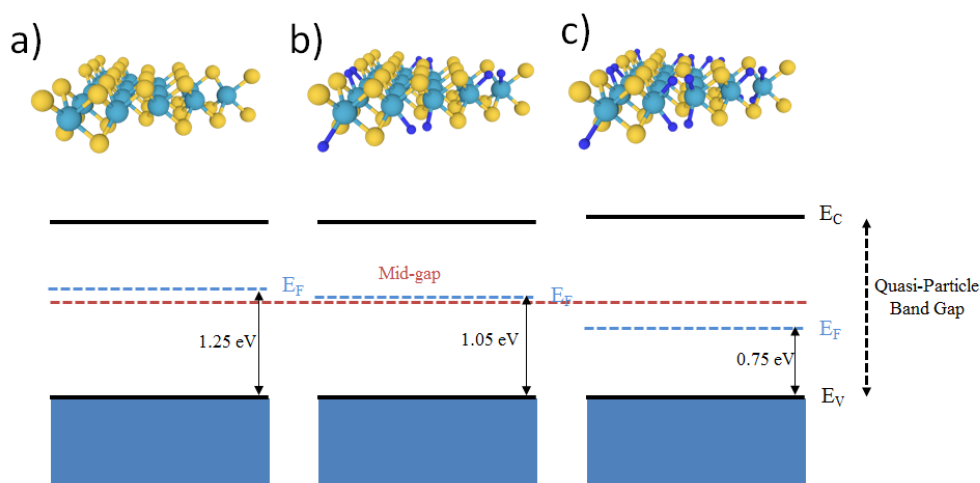 a)
b)
c)
E_C
Mid-gap
E_F
E_F
Quasi-Particle
Band Gap
E_F
1.25 eV
1.05 eV
0.75 eV
E_V